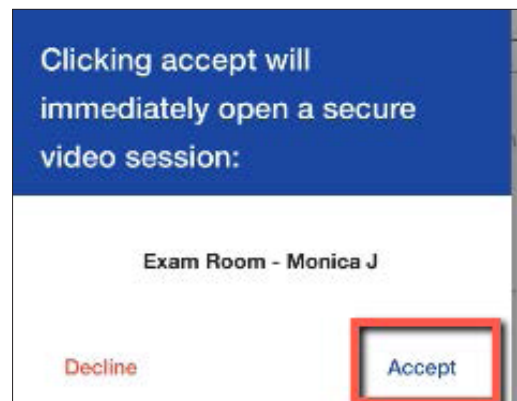 Clicking accept will
immediately open a secure
video session:
Exam Room - Monica J
Decline Accept